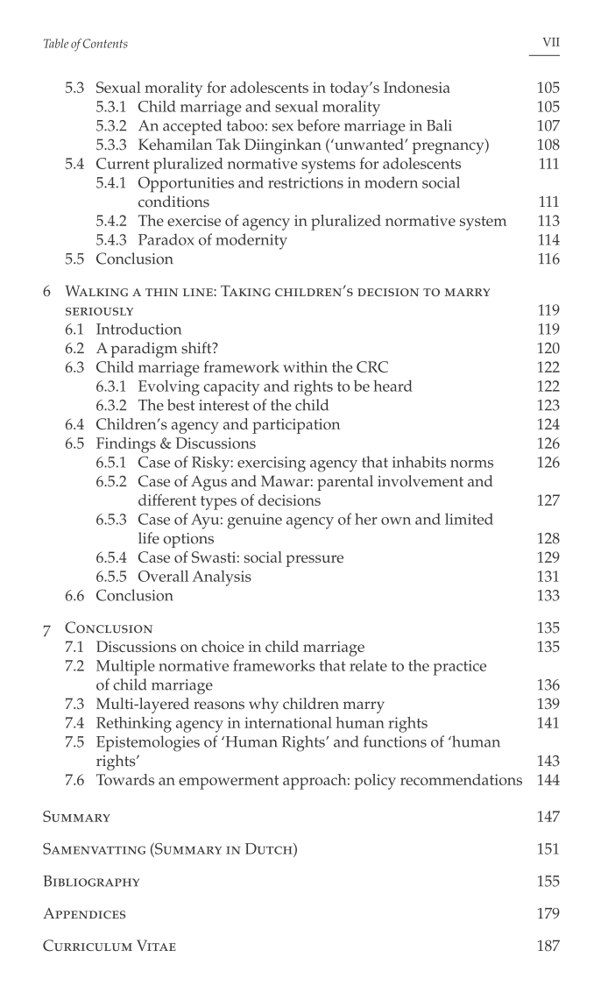 Table of Contents VII
5.3 Sexual morality for adolescents in today's Indonesia 105
5.3.1 Child marriage and sexual morality 105
5.3.2 An accepted taboo: sex before marriage in Bali 107
5.3.3 Kehamilan Tak Diinginkan ('unwanted' pregnancy) 108
5.4 Current pluralized normative systems for adolescents 111
5.4.1 Opportunities and restrictions in modern social
conditions 111
5.4.2 The exercise of agency in pluralized normative system 113
5.4.3 Paradox of modernity 114
5.5 Conclusion 116
6 Walking a thin line: Taking children's decision to marry
seriously 119
6.1 Introduction 119
6.2 A paradigm shift? 120
6.3 Child marriage framework within the CRC 122
6.3.1 Evolving capacity and rights to be heard 122
6.3.2 The best interest of the child 123
6.4 Children's agency and participation 124
6.5 Findings & Discussions 126
6.5.1 Case of Risky: exercising agency that inhabits norms 126
6.5.2 Case of Agus and Mawar: parental involvement and
different types of decisions 127
6.5.3 Case of Ayu: genuine agency of her own and limited
life options 128
6.5.4 Case of Swasti: social pressure 129
6.5.5 Overall Analysis 131
6.6 Conclusion 133
7 Conclusion 135
7.1 Discussions on choice in child marriage 135
7.2 Multiple normative frameworks that relate to the practice
of child marriage 136
7.3 Multi-layered reasons why children marry 139
7.4 Rethinking agency in international human rights 141
7.5 Epistemologies of 'Human Rights' and functions of 'human
rights' 143
7.6 Towards an empowerment approach: policy recommendations 144
Summary 147
Samenvatting (Summary in Dutch) 151
Bibliography 155
Appendices 179
Curriculum Vitae 187